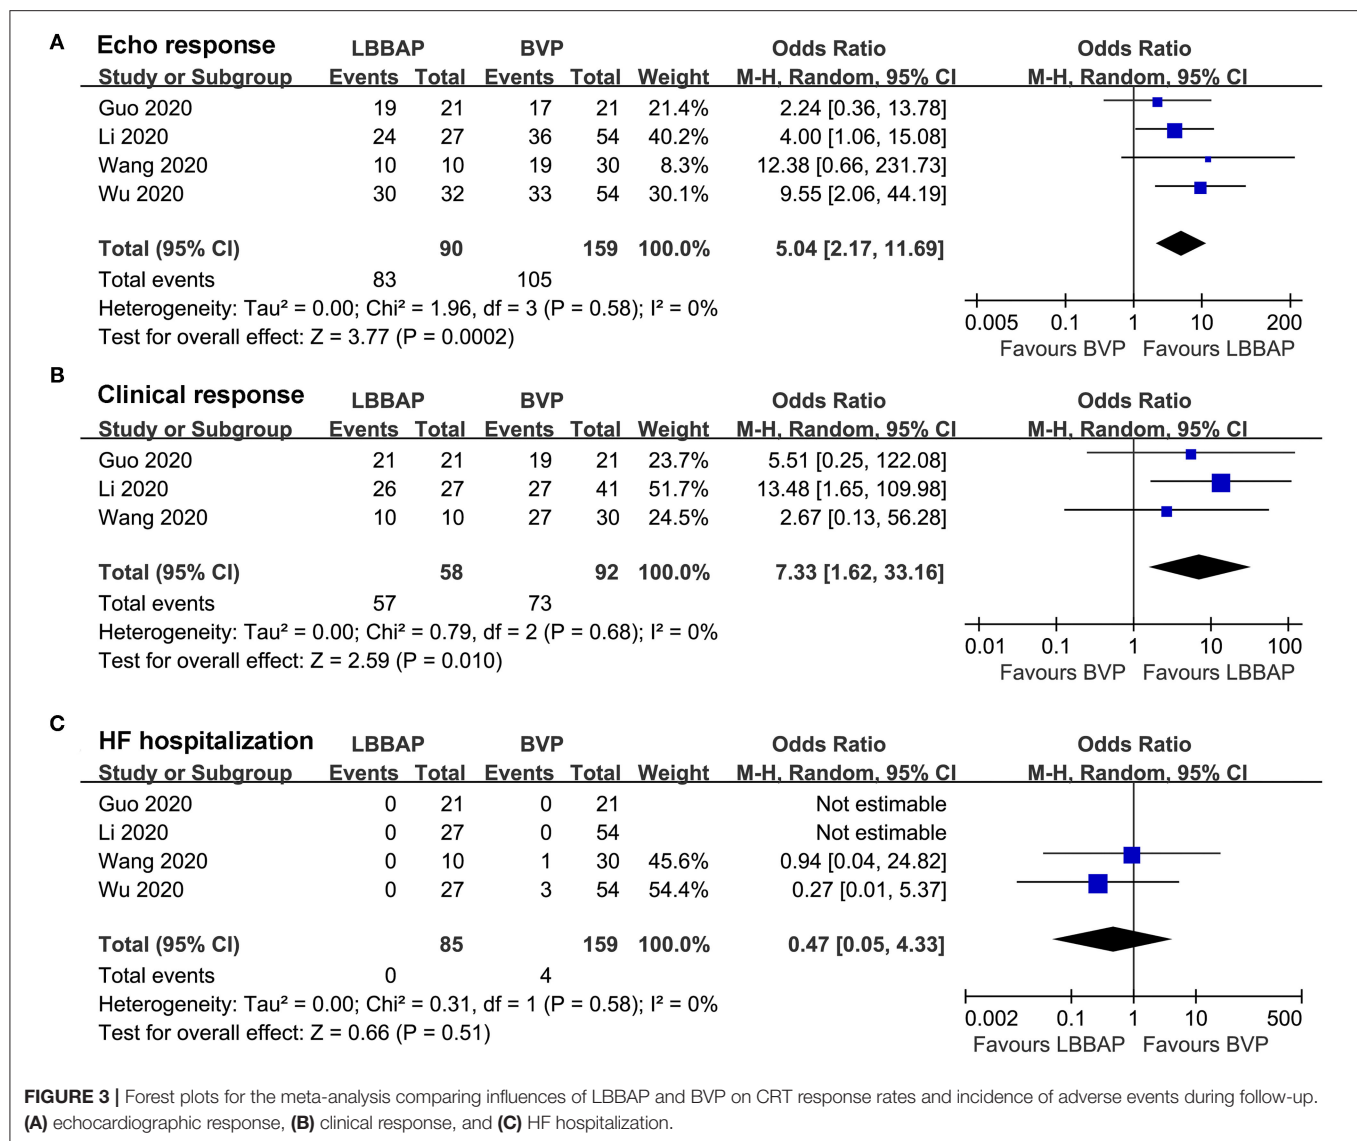 A Echo response LBBAP BVP Odds Ratio Odds Ratio
Study or Subgroup Events Total Events Total Weight M-H, Random, 95% CI M-H, Random, 95% CI
Guo 2020 19 21 17 21 21.4% 2.24 [0.36, 13.78]
Li 2020 24 27 36 54 40.2% 4.00 [1.06, 15.08]
Wang 2020 10 10 19 30 8.3% 12.38 [0.66, 231.73]
Wu 2020 30 32 33 54 30.1% 9.55 [2.06, 44.19]
Total (95% CI) 90 159 100.0% 5.04 [2.17, 11.69]
Total events 83 105
Heterogeneity: Tau² = 0.00; Chi² = 1.96, df = 3 (P = 0.58); I² = 0%
0.005 0.1 1 10 200
Test for overall effect: Z = 3.77 (P = 0.0002)
Favours BVP Favours LBBAP
B Clinical response LBBAP BVP Odds Ratio Odds Ratio
Study or Subgroup Events Total Events Total Weight M-H, Random, 95% CI M-H, Random, 95% CI
Guo 2020 21 21 19 21 23.7% 5.51 [0.25, 122.08]
Li 2020 26 27 27 41 51.7% 13.48 [1.65, 109.98]
Wang 2020 10 10 27 30 24.5% 2.67 [0.13, 56.28]
Total (95% CI) 58 92 100.0% 7.33 [1.62, 33.16]
Total events 57 73
Heterogeneity: Tau² = 0.00; Chi² = 0.79, df = 2 (P = 0.68); I² = 0%
0.01 0.1 1 10 100
Test for overall effect: Z = 2.59 (P = 0.010)
Favours BVP Favours LBBAP
C HF hospitalization LBBAP BVP Odds Ratio Odds Ratio
Study or Subgroup Events Total Events Total Weight M-H, Random, 95% CI M-H, Random, 95% CI
Guo 2020 0 21 0 21 Not estimable
Li 2020 0 27 0 54 Not estimable
Wang 2020 0 10 1 30 45.6% 0.94 [0.04, 24.82]
Wu 2020 0 27 3 54 54.4% 0.27 [0.01, 5.37]
Total (95% CI) 85 159 100.0% 0.47 [0.05, 4.33]
Total events 0 4
Heterogeneity: Tau² = 0.00; Chi² = 0.31, df = 1 (P = 0.58); I² = 0%
0.002 0.1 1 10 500
Test for overall effect: Z = 0.66 (P = 0.51)
Favours LBBAP Favours BVP
FIGURE 3 | Forest plots for the meta-analysis comparing influences of LBBAP and BVP on CRT response rates and incidence of adverse events during follow-up.
(A) echocardiographic response, (B) clinical response, and (C) HF hospitalization.